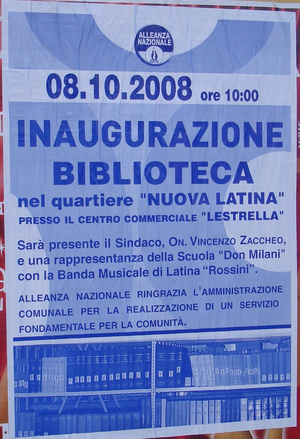 ALLEANZA
NAZIONALE
08.10.2008 ore 10:00
INAUGURAZIONE
BIBLIOTECA
nel quartiere "NUOVA LATINA"
PRESSO IL CENTRO COMMERCIALE "LESTRELLA"
Sarà presente il Sindaco, ON. VINCENZO ZACCHEO,
e una rappresentanza della Scuola "Don Milani"
con la Banda Musicale di Latina “Rossini”.
ALLEANZA NAZIONALE RINGRAZIA L'AMMINISTRAZIONE
COMUNALE PER LA REALIZZAZIONE DI UN SERVIZIO
FONDAMENTALE PER LA COMUNITÀ.